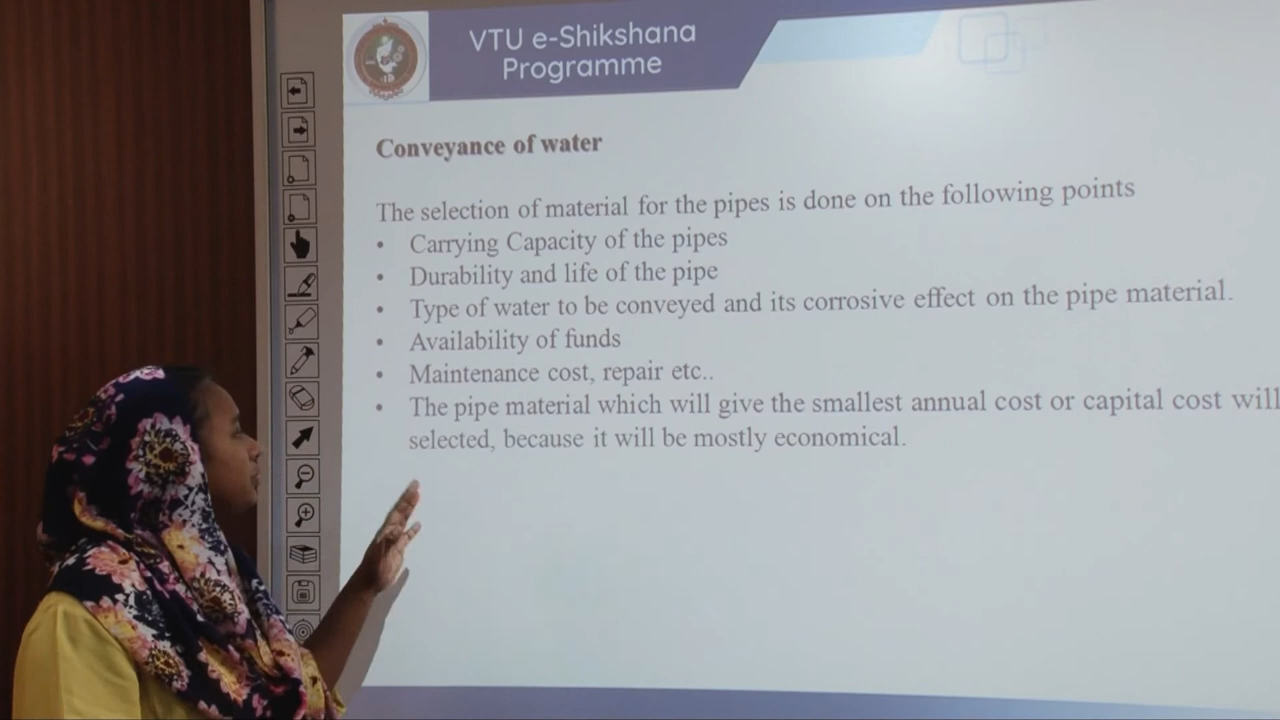 VTU e-Shikshana
Programme
Conveyance of water
The selection of material for the pipes is done on the following points
• Carrying Capacity of the pipes
• Durability and life of the pipe
• Type of water to be conveyed and its corrosive effect on the pipe material.
• Availability of funds
• Maintenance cost, repair etc..
• The pipe material which will give the smallest annual cost or capital cost will
selected, because it will be mostly economical.